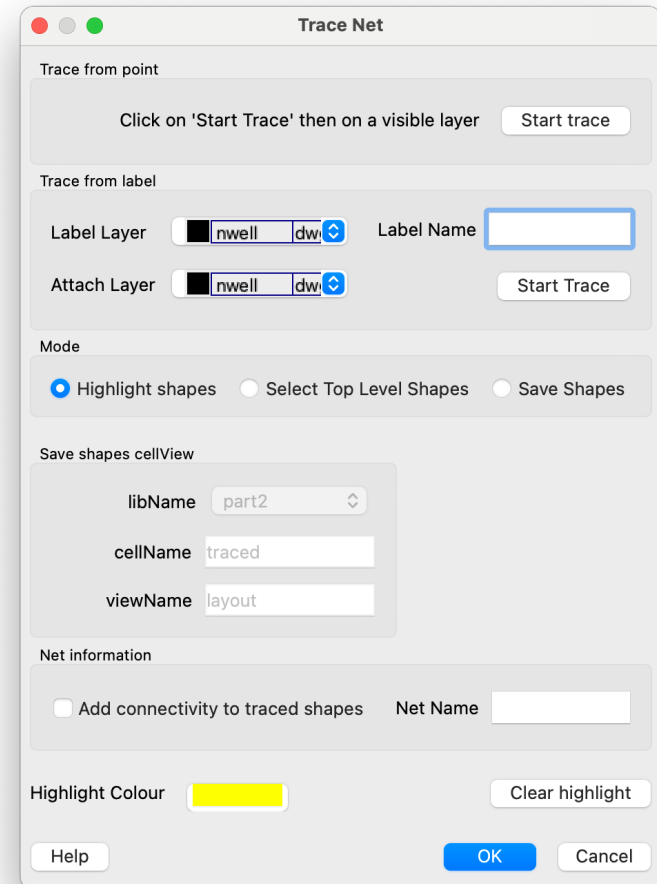 Trace Net
Trace from point
Click on 'Start Trace' then on a visible layer Start trace
Trace from label
Label Layer nwell Label Name
Attach Layer nwell Start Trace
Mode
Highlight shapes Select Top Level Shapes Save Shapes
Save shapes cellView
libName part2
cellName traced
viewName layout
Net information
Add connectivity to traced shapes Net Name
Highlight Colour Clear highlight
Help OK Cancel